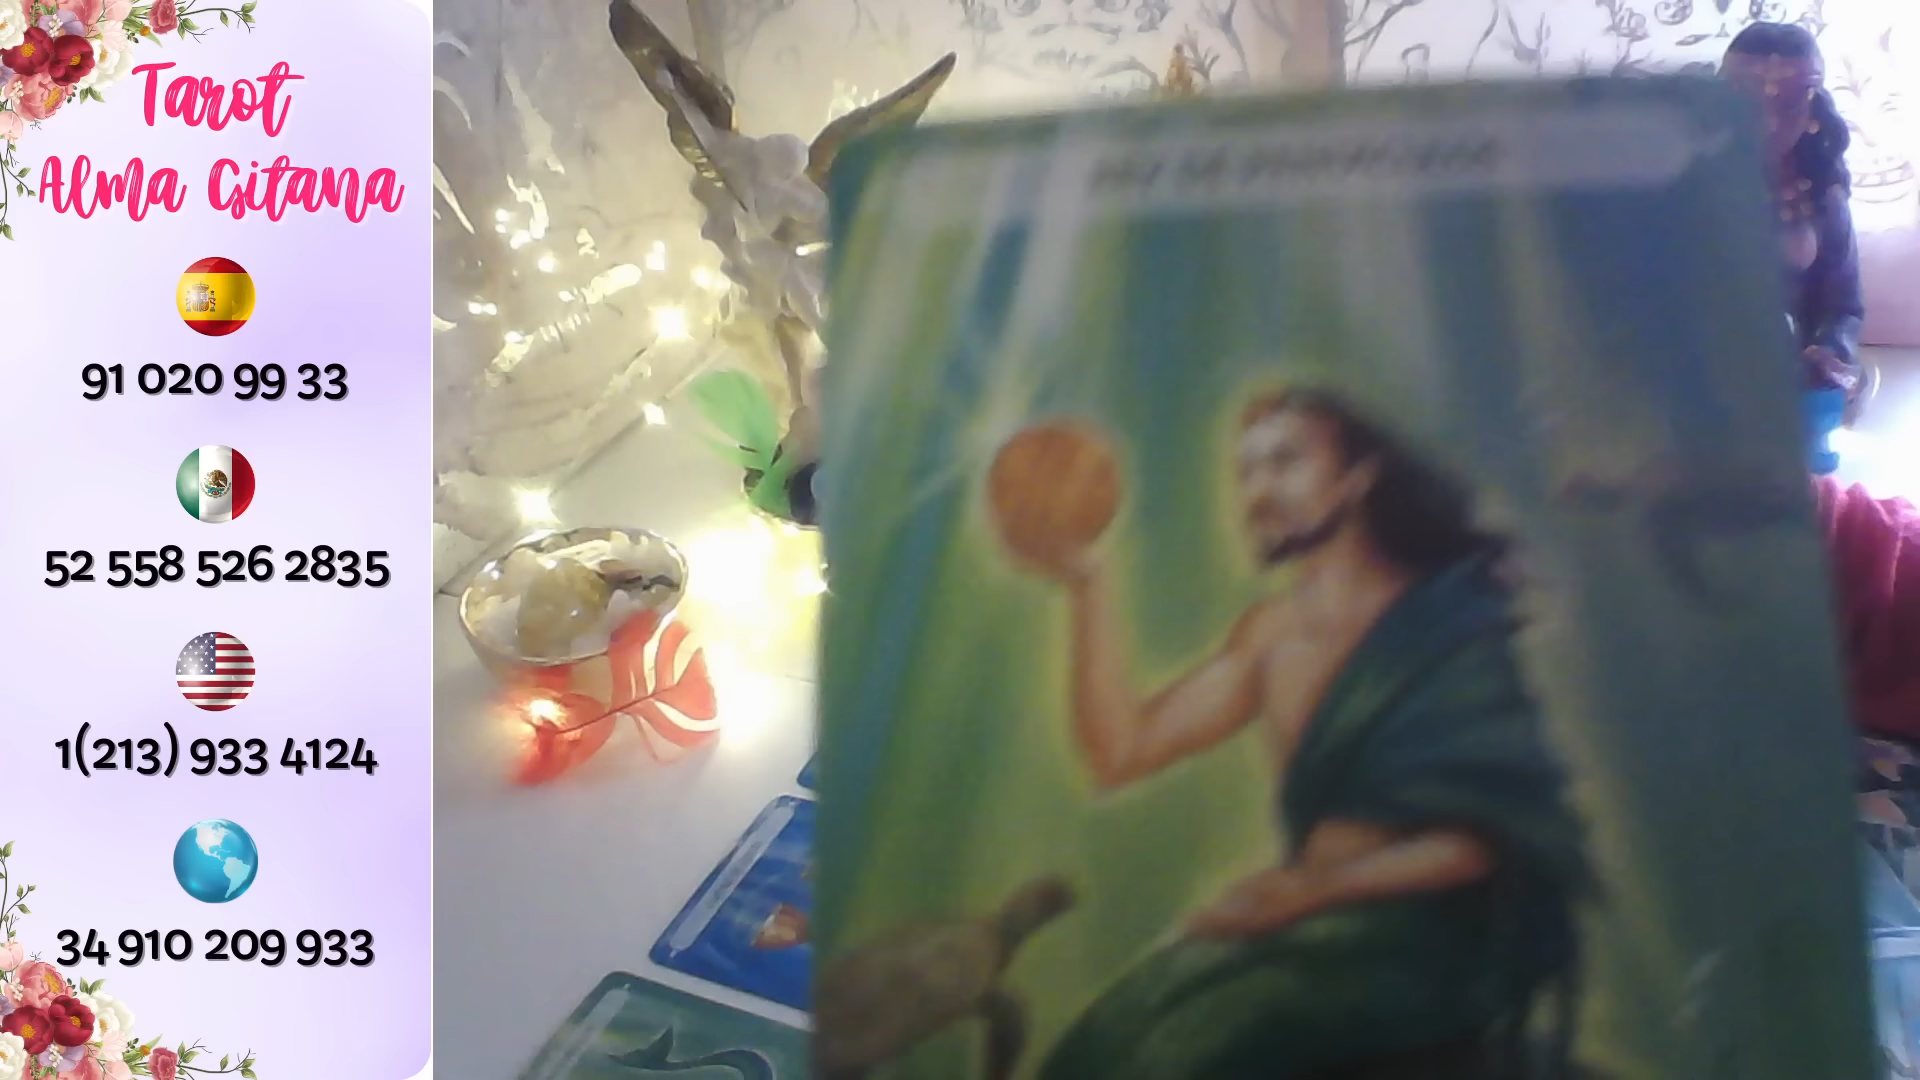 Tarot
Alma Gitana
91 020 99 33
52 558 526 2835
1(213) 933 4124
34 910 209 933